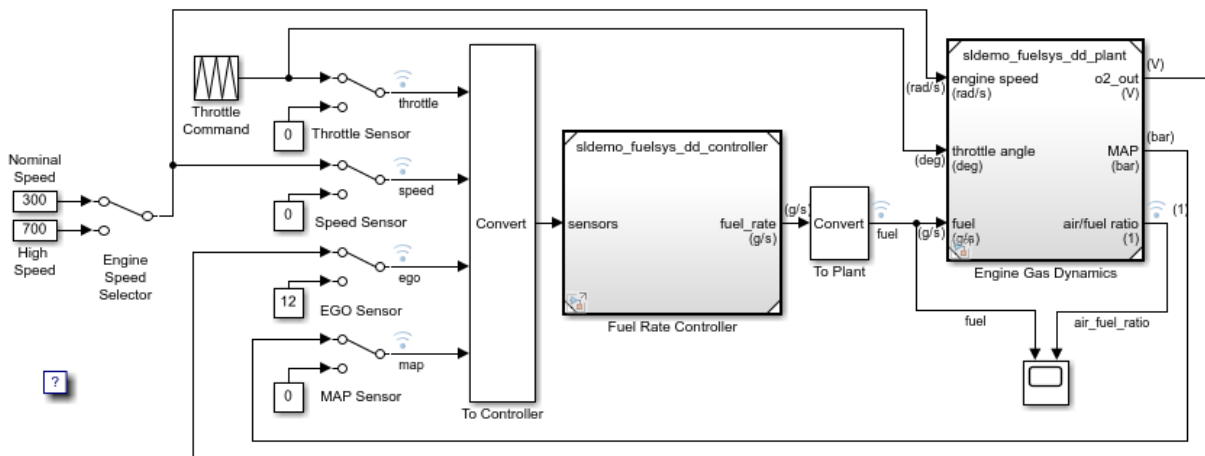 sldemo_fuelsys_dd_plant
(V)
engine speed
(rad/s)
(rad/s)
o2_out
(V)
Throttle
Command
throttle
0
Throttle Sensor
sldemo_fuelsys_dd_controller
throttle angle
(deg)
(deg)
MAP
(bar)
(bar)
Nominal
Speed
300
700
High
Speed
Engine
Speed
Selector
speed
0
Speed Sensor
Convert
sensors
fuel_rate
(g/s)
(g/s)
Convert
To Plant
fuel
(g/s)
fuel
(g/s)
air/fuel ratio
(1)
(1)
Engine Gas Dynamics
ego
12
EGO Sensor
Fuel Rate Controller
fuel
air_fuel_ratio
map
0
MAP Sensor
To Controller
?